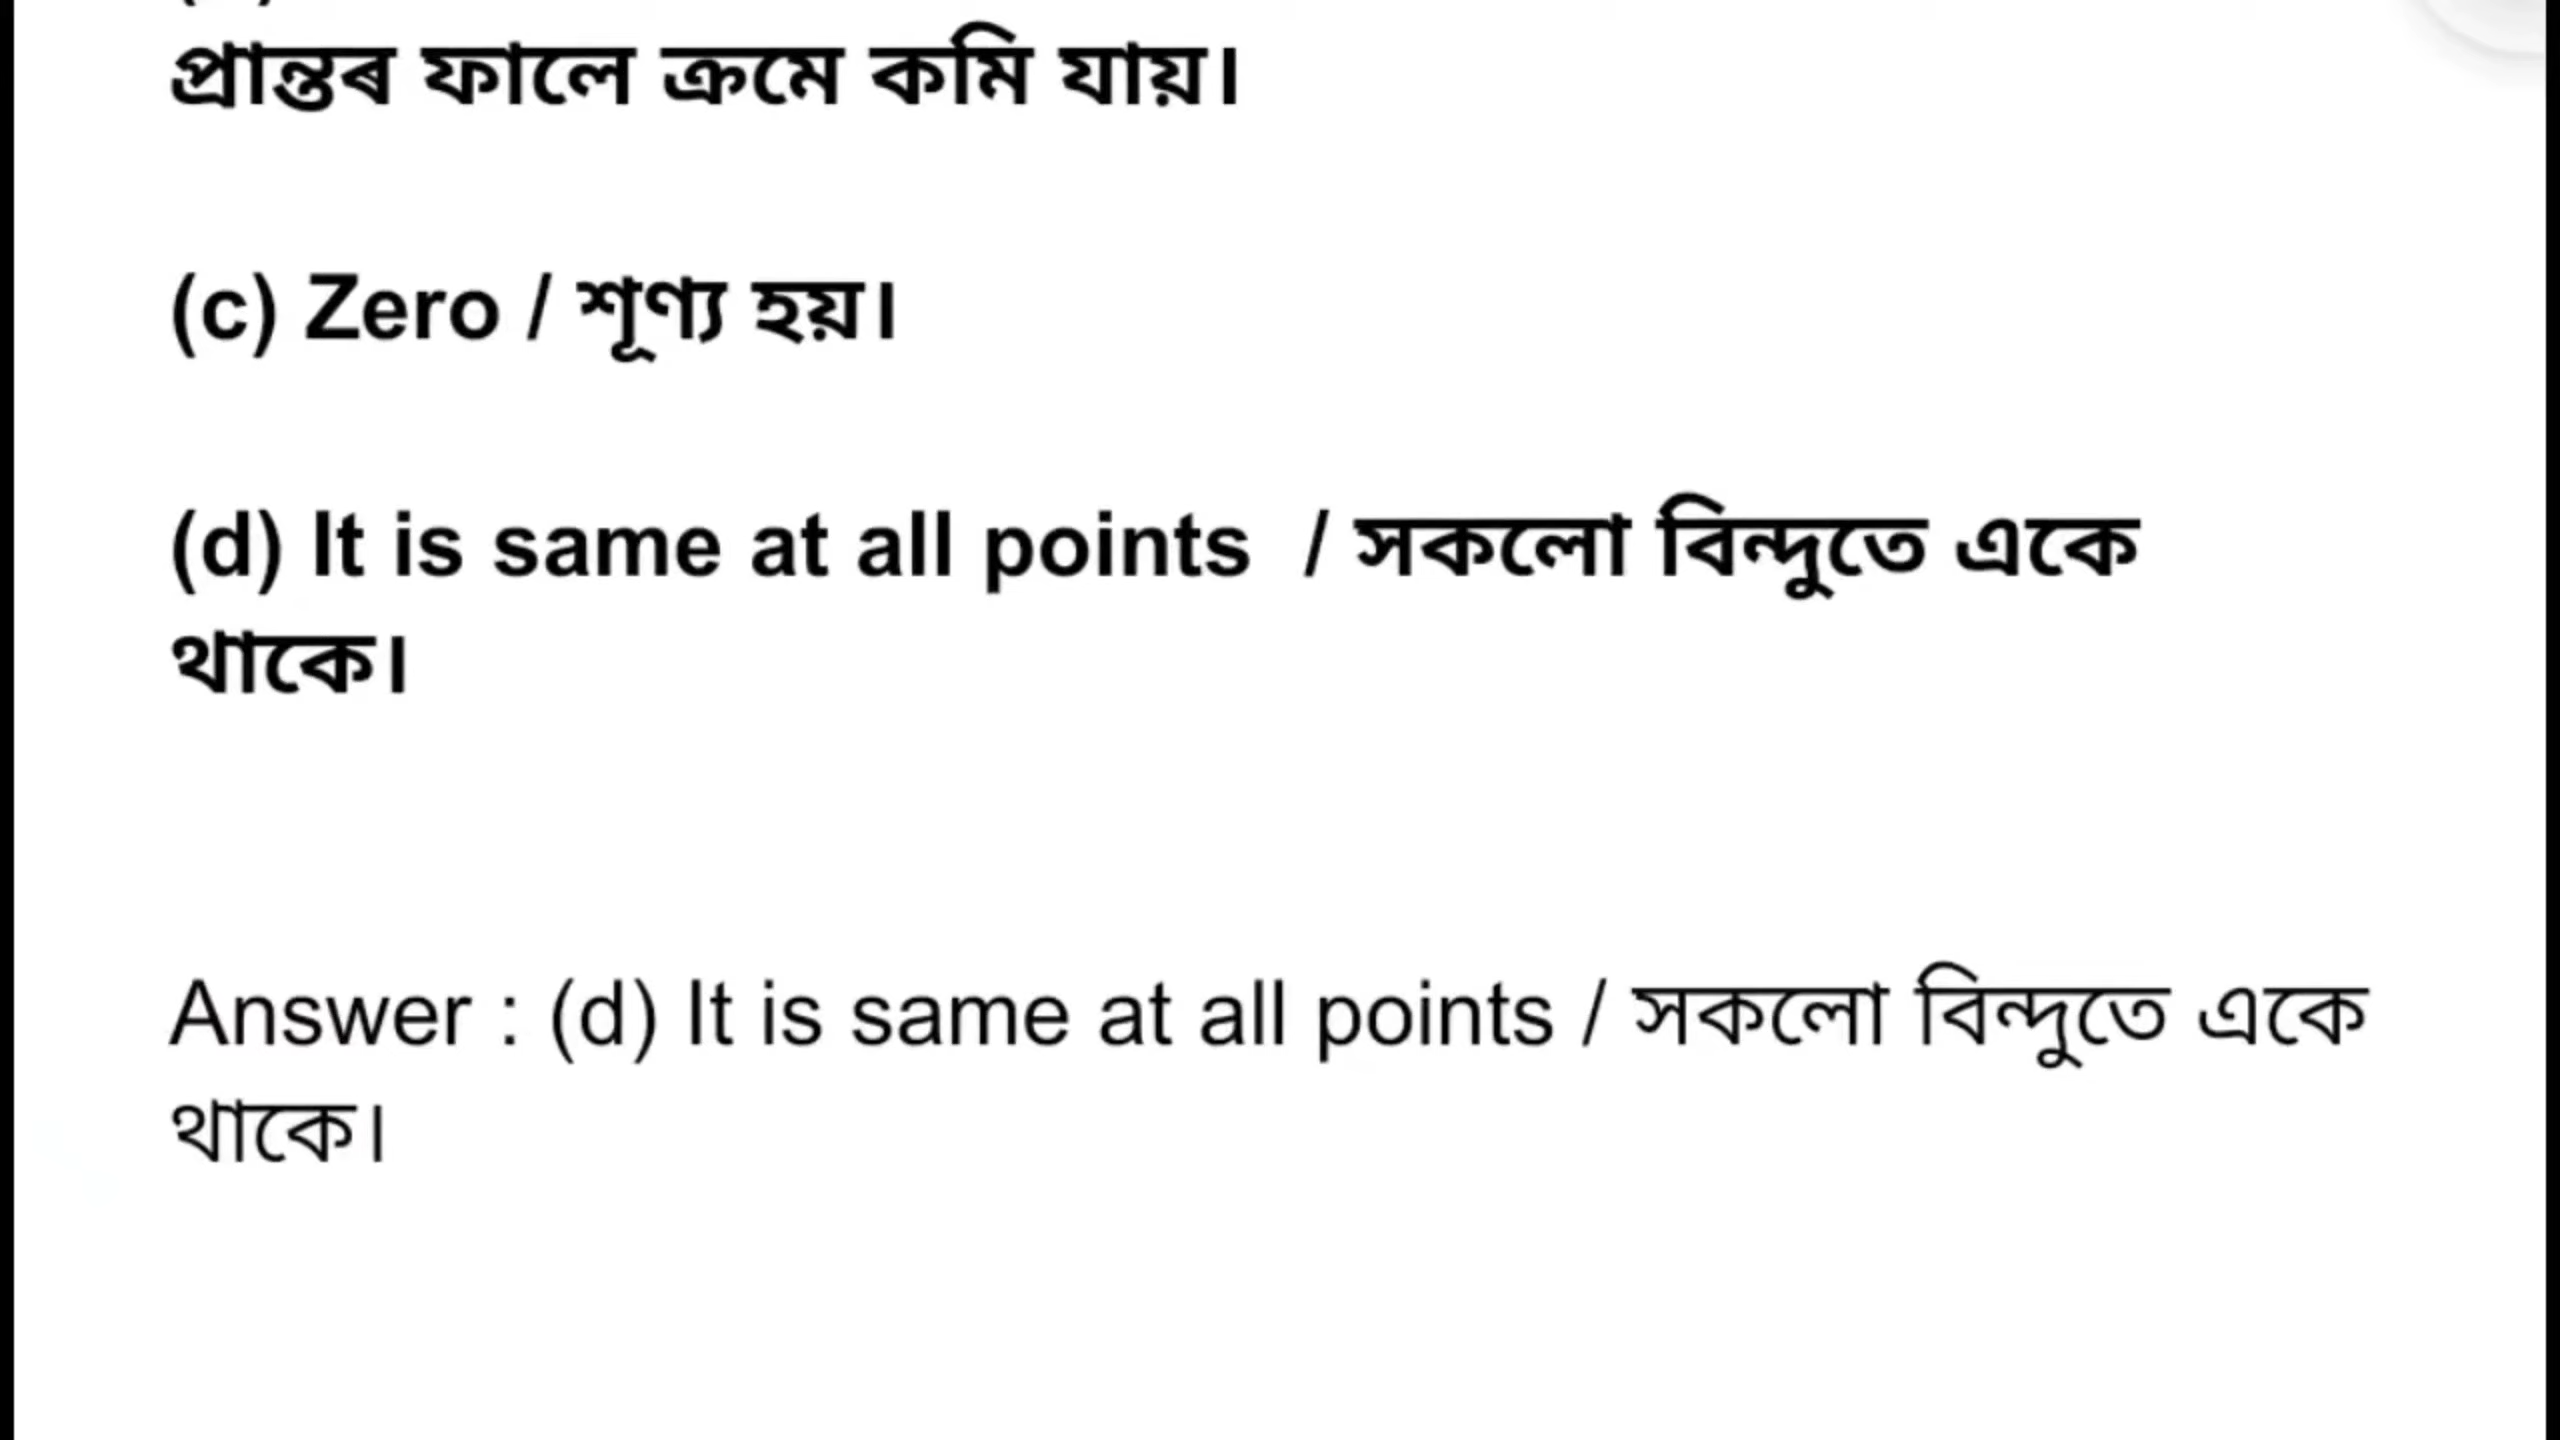 প্ৰান্তৰ ফালে ক্ৰমে কমি যায়।
(c) Zero / শূণ্য হয়।
(d) It is same at all points / সকলো বিন্দুতে একে
থাকে।
Answer : (d) It is same at all points / সকলো বিন্দুতে একে
থাকে।